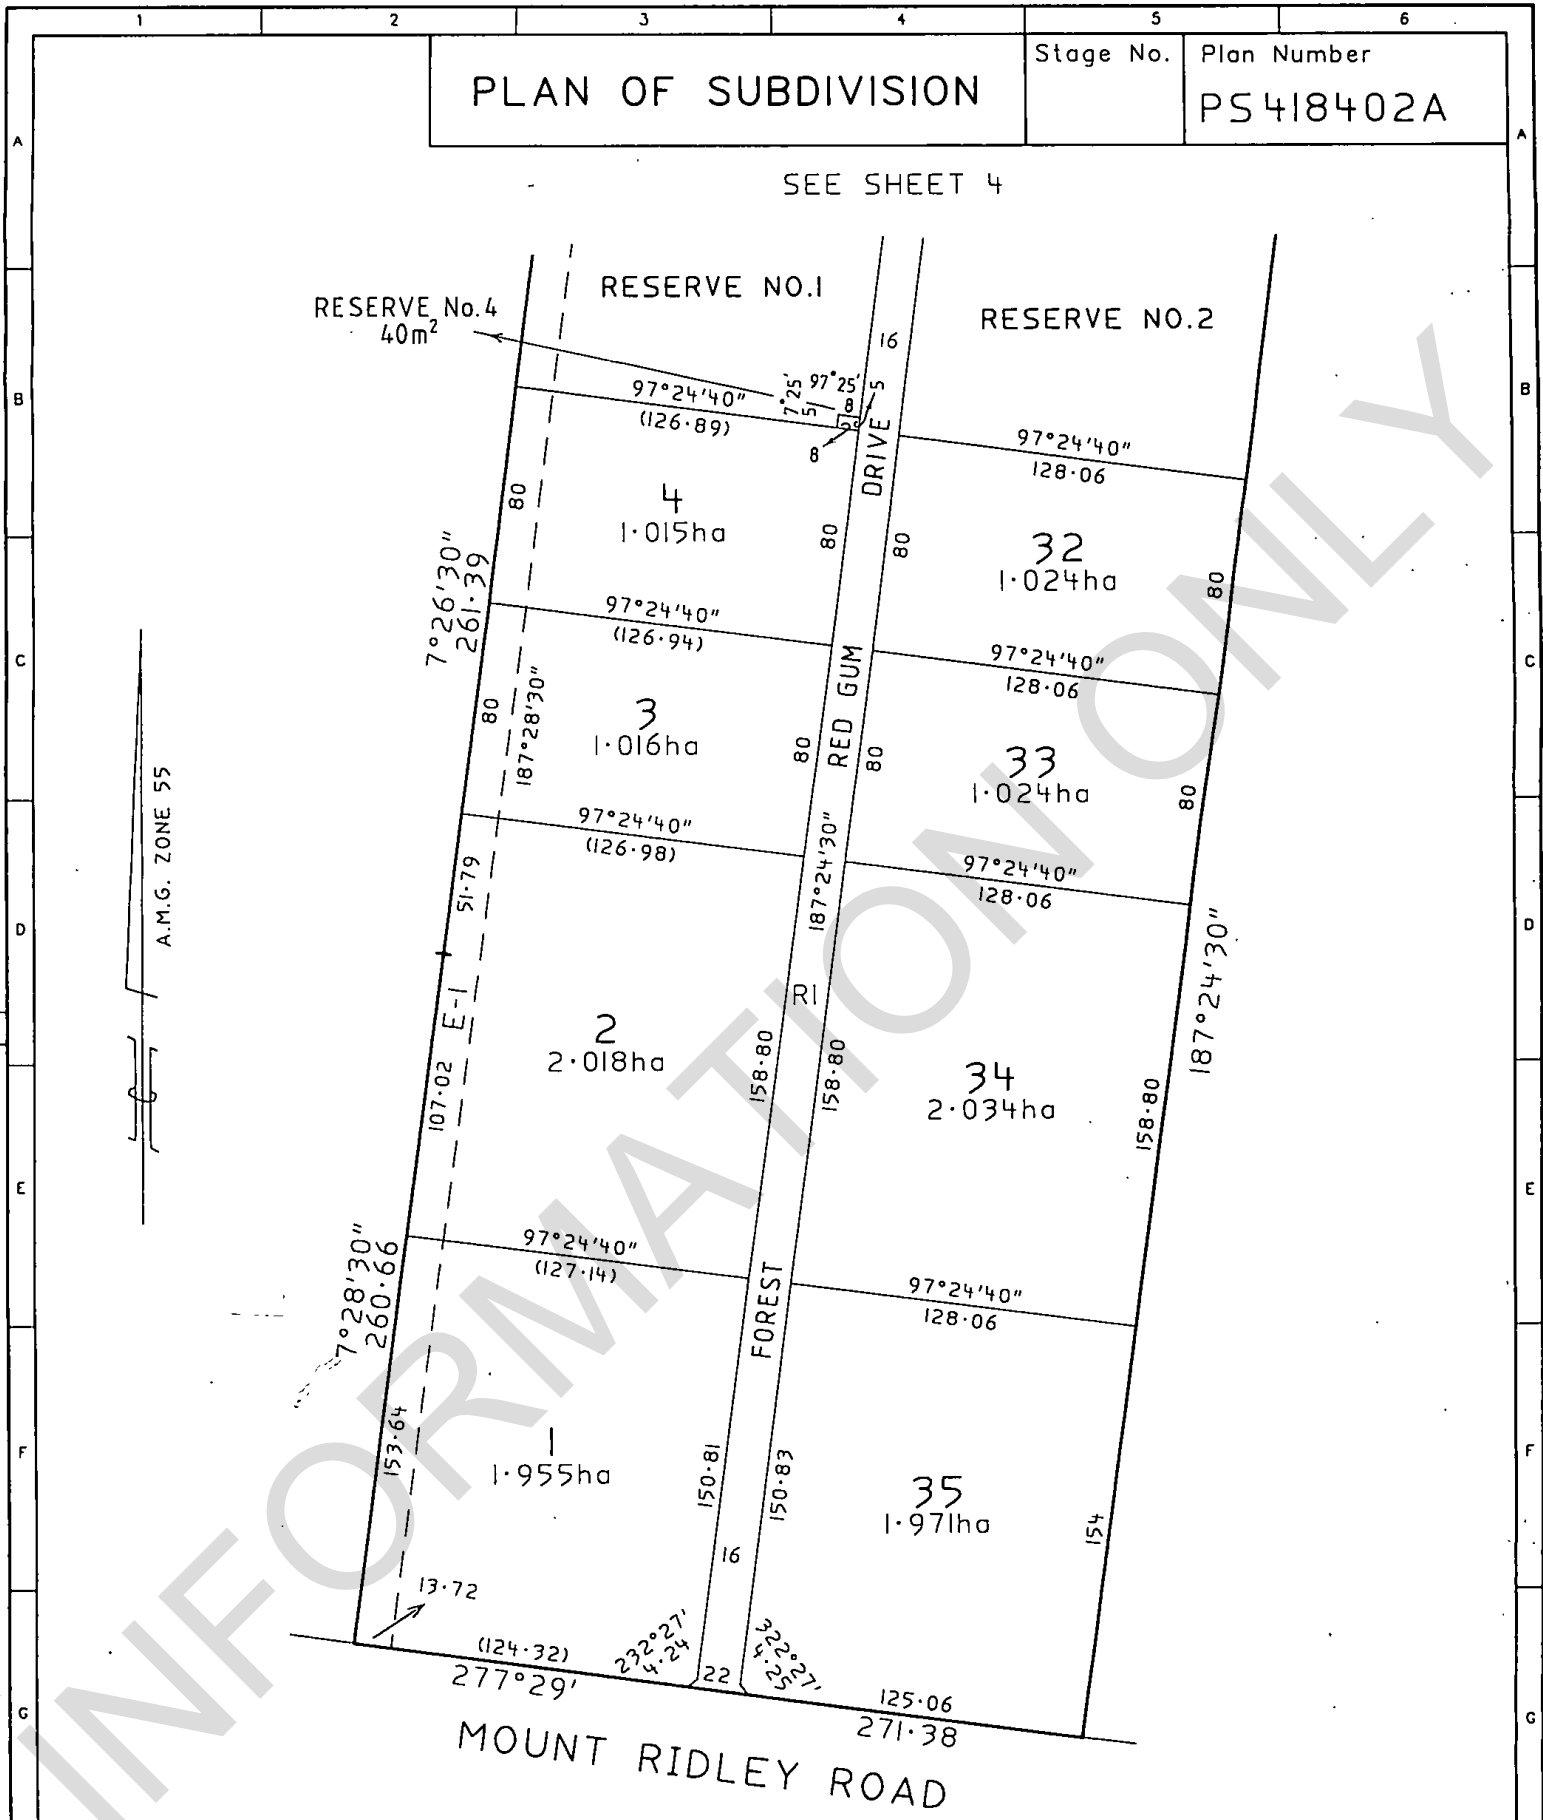 1 2 3 4 5 6
PLAN OF SUBDIVISION
Stage No.
Plan Number
PS418402A
A A
SEE SHEET 4
RESERVE No.4
40m²
RESERVE NO.1
RESERVE NO.2
16
B B
97°24'40"
(126·89)
7°25'
5
97°25'
8
5
8
97°24'40"
128·06
DRIVE
80
4
1·015ha
80
80
32
1·024ha
80
7°26'30"
261·39
97°24'40"
(126·94)
97°24'40"
128·06
C C
RED GUM
80
187°28'30"
3
1·016ha
80
80
33
1·024ha
80
A.M.G. ZONE 55
97°24'40"
(126·98)
187°24'30"
97°24'40"
128·06
D D
51·79
E-1
R1
187°24'30"
2
2·018ha
107·02
158·80
158·80
34
2·034ha
158·80
E E
97°24'40"
(127·14)
97°24'40"
128·06
7°28'30"
260·66
FOREST
F F
153·64
1
1·955ha
150·81
150·83
35
1·971ha
154
16
13·72
(124·32)
277°29'
232°27'
4·24
22
322°27'
4·25
125·06
271·38
G G
MOUNT RIDLEY ROAD
INFORMATION ONLY